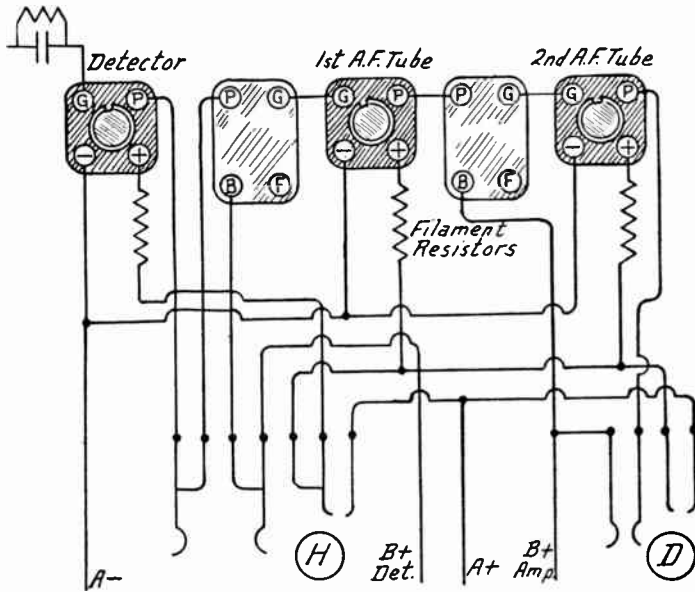 Detector
1st A.F. Tube
2nd A.F. Tube
G P
P G
G P
P G
G P
− +
B F
− +
B F
− +
Filament
Resistors
H
D
A−
B+
Det.
A+
B+
Amp.